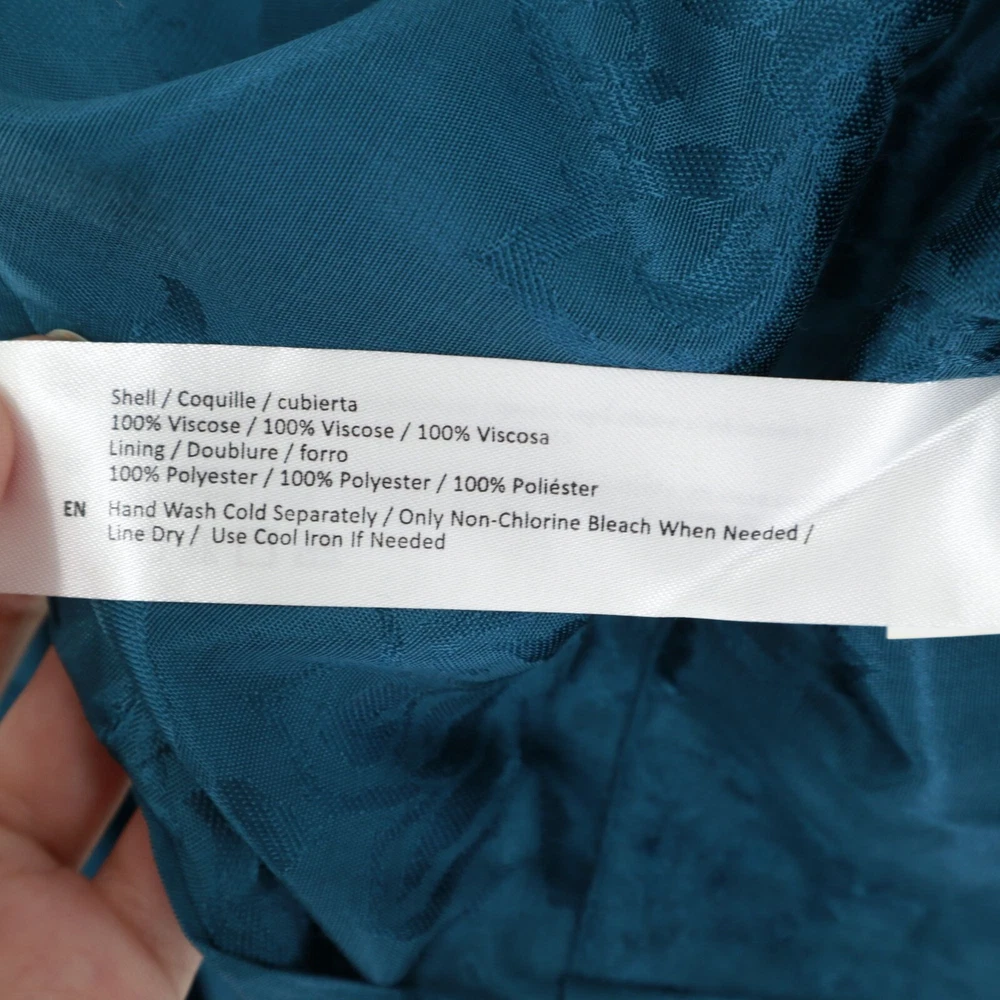 Shell / Coquille / cubierta
100% Viscose / 100% Viscose / 100% Viscosa
Lining / Doublure / forro
100% Polyester / 100% Polyester / 100% Poliéster
EN Hand Wash Cold Separately / Only Non-Chlorine Bleach When Needed /
Line Dry / Use Cool Iron If Needed